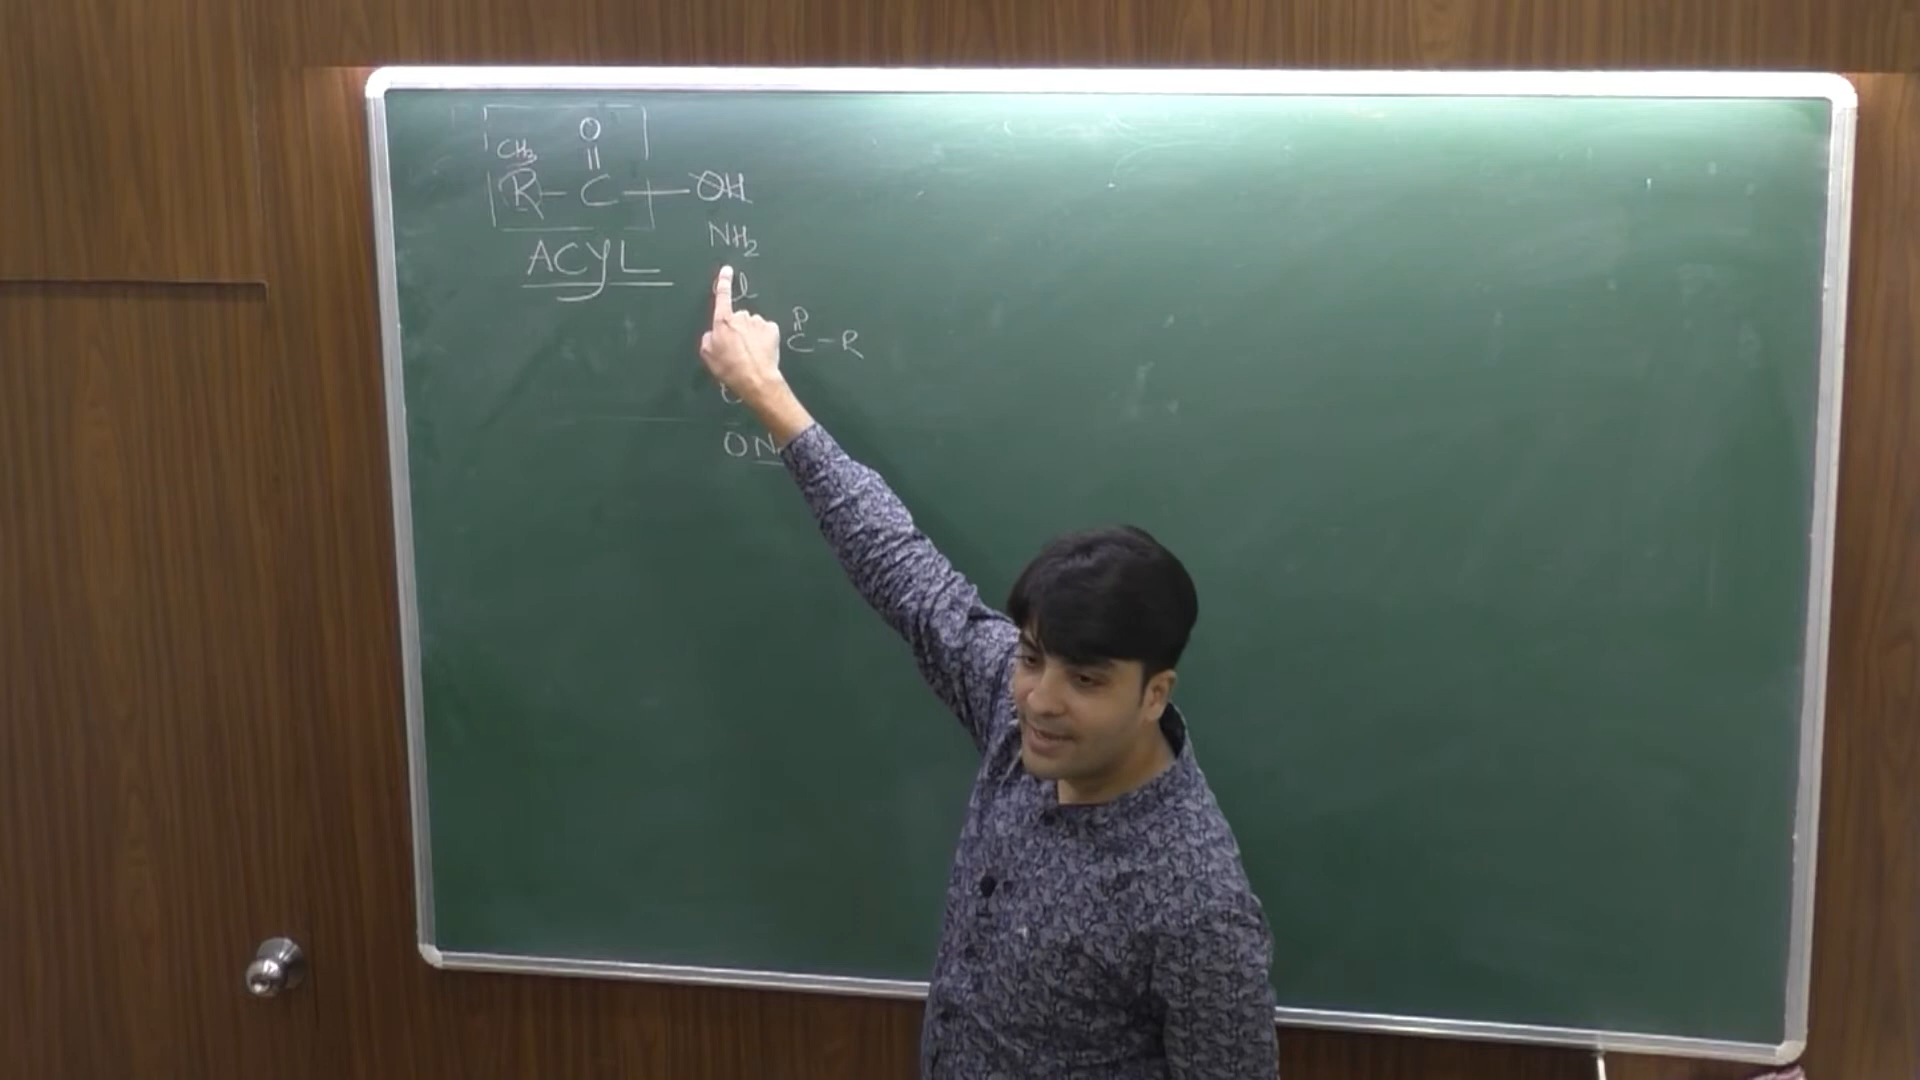 O
CH3 ||
R - C - OH
NH2
ACYL
l
O
C - R
O
ON